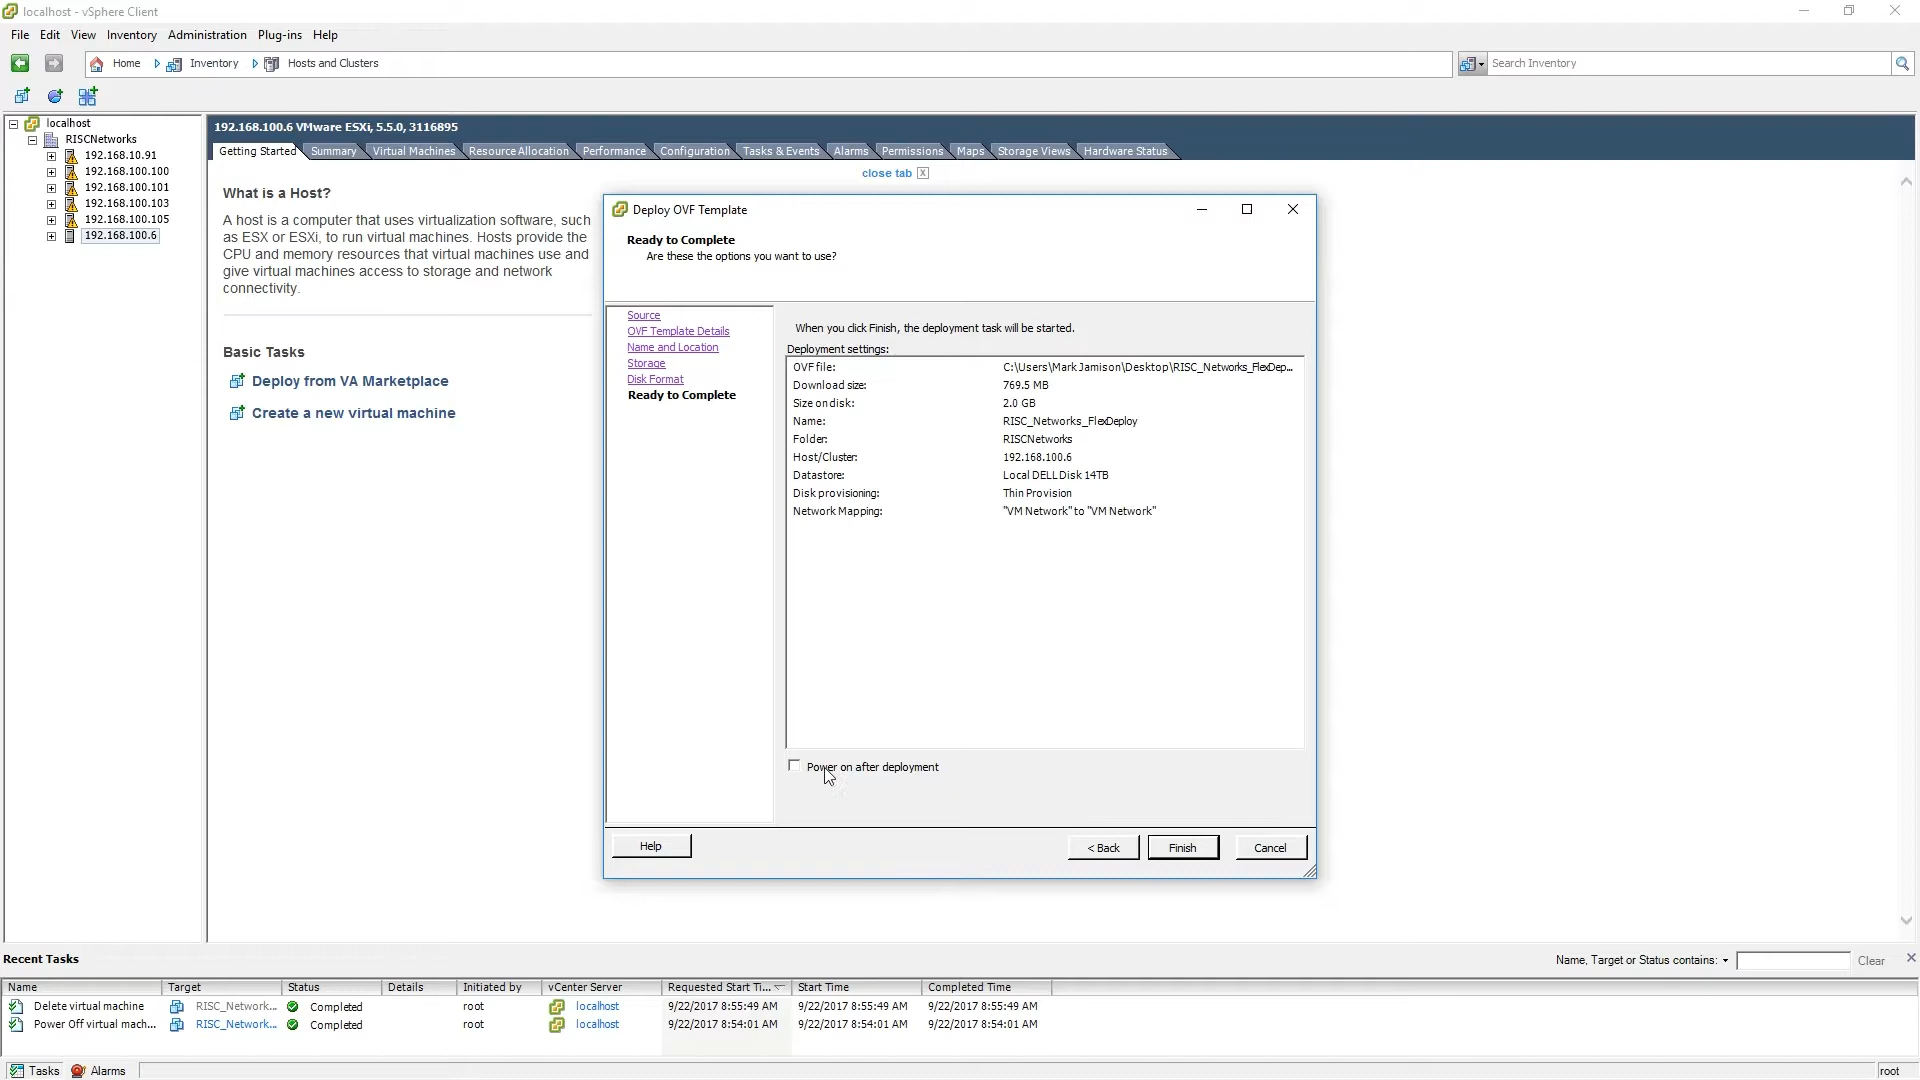 localhost - vSphere Client
File Edit View Inventory Administration Plug-ins Help
Home Inventory Hosts and Clusters
Search Inventory
localhost
RISCNetworks
192.168.10.91
192.168.100.100
192.168.100.101
192.168.100.103
192.168.100.105
192.168.100.6
192.168.100.6 VMware ESXi, 5.5.0, 3116895
Getting Started Summary Virtual Machines Resource Allocation Performance Configuration Tasks & Events Alarms Permissions Maps Storage Views Hardware Status
close tab X
What is a Host?
A host is a computer that uses virtualization software, such
as ESX or ESXi, to run virtual machines. Hosts provide the
CPU and memory resources that virtual machines use and
give virtual machines access to storage and network
connectivity.
Basic Tasks
Deploy from VA Marketplace
Create a new virtual machine
Deploy OVF Template
Ready to Complete
Are these the options you want to use?
Source
OVF Template Details
Name and Location
Storage
Disk Format
Ready to Complete
When you click Finish, the deployment task will be started.
Deployment settings:
OVF file: C:\Users\Mark Jamison\Desktop\RISC_Networks_FlexDep...
Download size: 769.5 MB
Size on disk: 2.0 GB
Name: RISC_Networks_FlexDeploy
Folder: RISCNetworks
Host/Cluster: 192.168.100.6
Datastore: Local DELL Disk 14TB
Disk provisioning: Thin Provision
Network Mapping: "VM Network" to "VM Network"
Power on after deployment
Help < Back Finish Cancel
Recent Tasks
Name, Target or Status contains: Clear
Name Target Status Details Initiated by vCenter Server Requested Start Ti... Start Time Completed Time
Delete virtual machine RISC_Network... Completed root localhost 9/22/2017 8:55:49 AM 9/22/2017 8:55:49 AM 9/22/2017 8:55:49 AM
Power Off virtual mach... RISC_Network... Completed root localhost 9/22/2017 8:54:01 AM 9/22/2017 8:54:01 AM 9/22/2017 8:54:01 AM
Tasks Alarms root